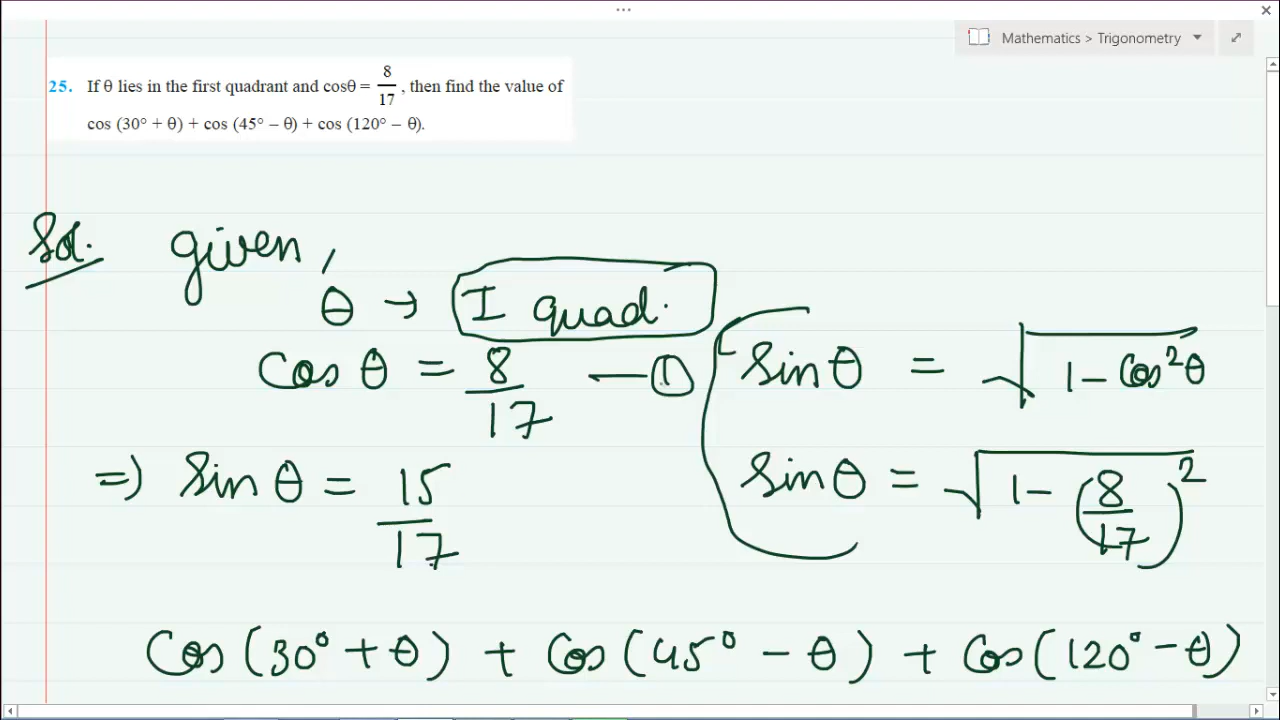 Mathematics > Trigonometry
25. If θ lies in the first quadrant and cosθ = 8/17, then find the value of
cos (30° + θ) + cos (45° − θ) + cos (120° − θ).
Sol. given,
θ → I quad.
cos θ = 8/17 — ①
=) sin θ = 15/17
sin θ = √(1 − cos²θ)
sin θ = √(1 − (8/17)²)
cos(30° + θ) + cos(45° − θ) + cos(120° − θ)